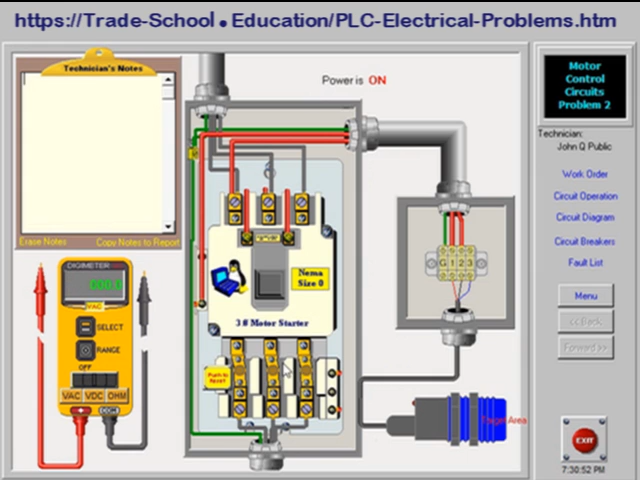 https://Trade-School.Education/PLC-Electrical-Problems.htm
Technician's Notes
Power is ON
Motor
Control
Circuits
Problem 2
Technician:
John Q Public
Work Order
Circuit Operation
Circuit Diagram
Circuit Breakers
Fault List
Menu
<< Back
Forward >>
Erase Notes
Copy Notes to Report
DIGIMETER
000.0
VAC
SELECT
RANGE
OFF
VAC
VDC
OHM
COM
Nema
Size 0
3 Ø Motor Starter
Push to
Reset
G 1 2 3
Target Area
EXIT
7:30:52 PM